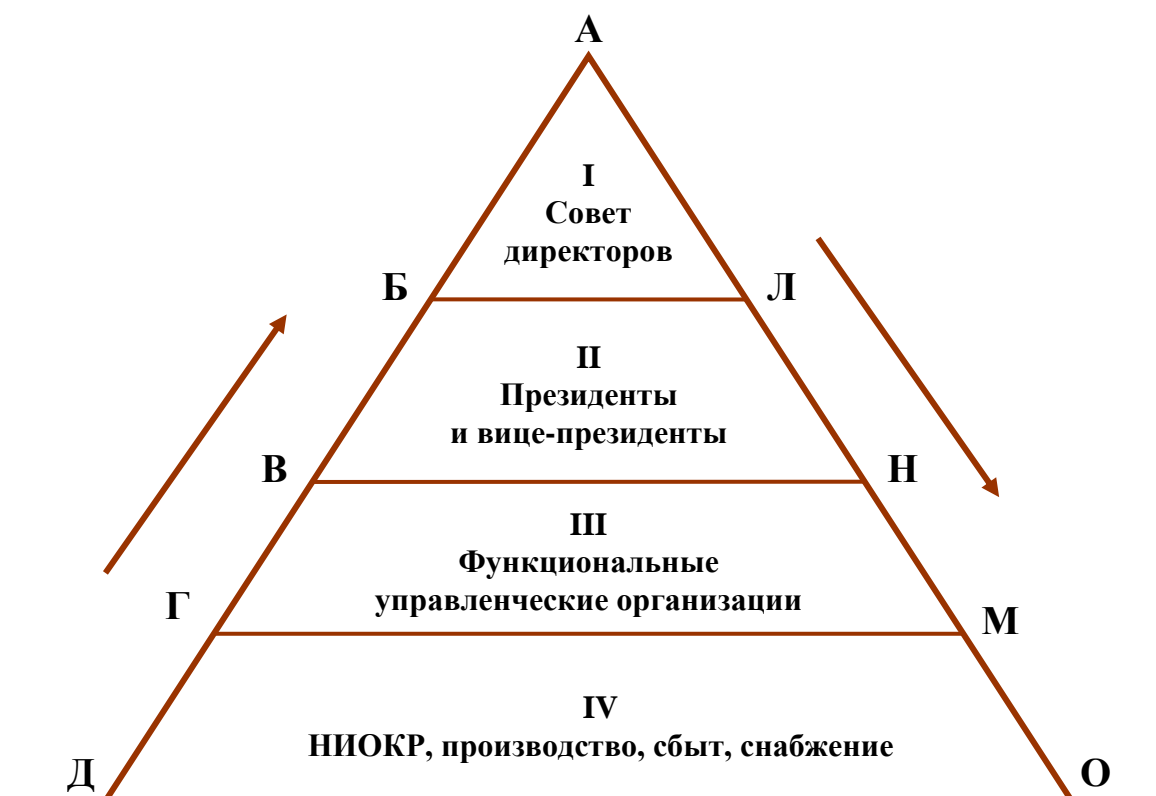 А
I
Совет
директоров
Б
Л
II
Президенты
и вице-президенты
В
Н
III
Функциональные
управленческие организации
Г
М
IV
НИОКР, производство, сбыт, снабжение
Д
О